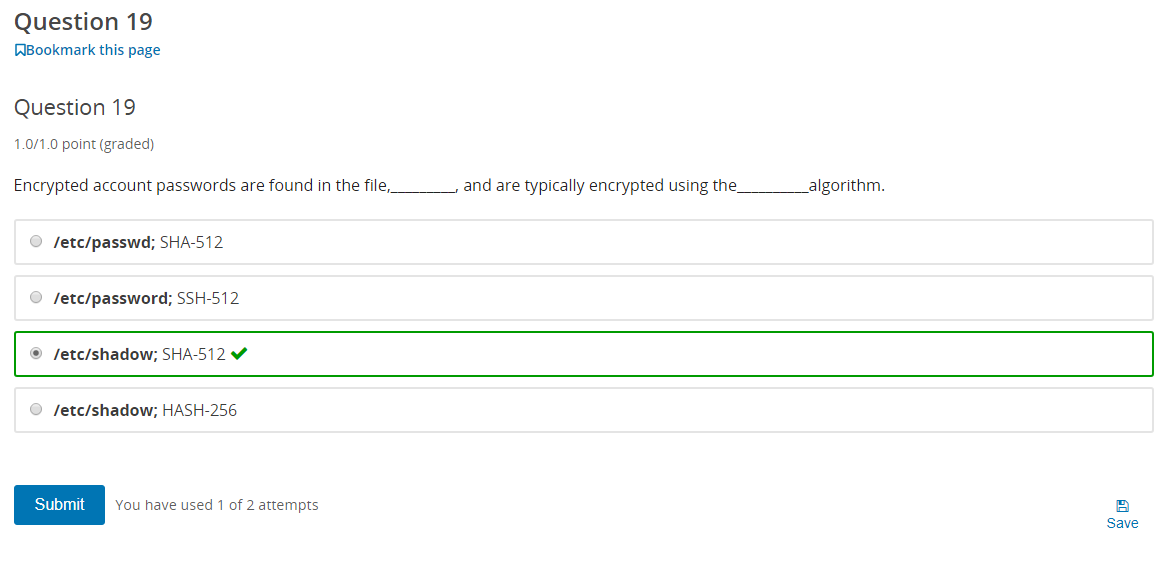 Question 19
Bookmark this page
Question 19
1.0/1.0 point (graded)
Encrypted account passwords are found in the file,_________, and are typically encrypted using the__________algorithm.
/etc/passwd; SHA-512
/etc/password; SSH-512
/etc/shadow; SHA-512
/etc/shadow; HASH-256
Submit You have used 1 of 2 attempts
Save